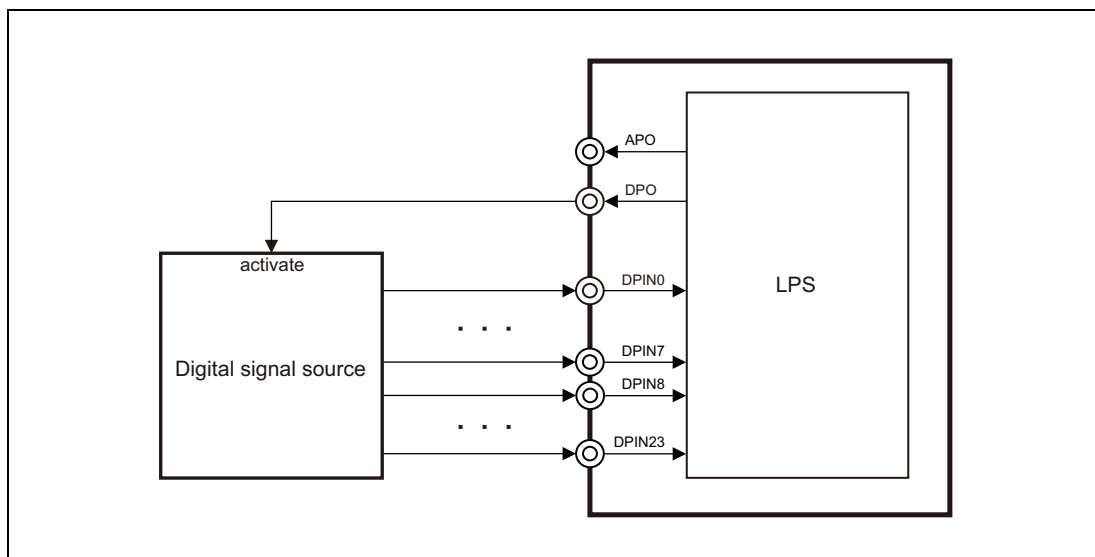 APO
DPO
activate
DPIN0
LPS
. . .
Digital signal source
DPIN7
DPIN8
. . .
DPIN23